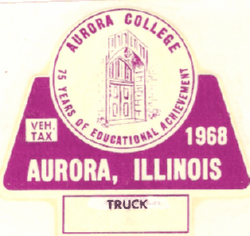 AURORA COLLEGE
75 YEARS OF EDUCATIONAL ACHIEVEMENT
VEH. TAX
1968
AURORA, ILLINOIS
TRUCK